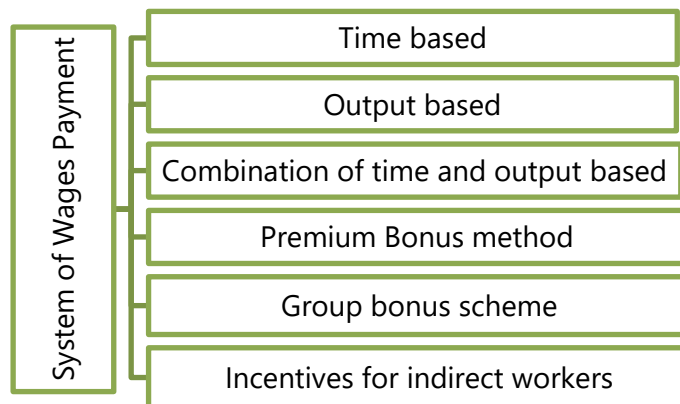 System of Wages Payment
Time based
Output based
Combination of time and output based
Premium Bonus method
Group bonus scheme
Incentives for indirect workers